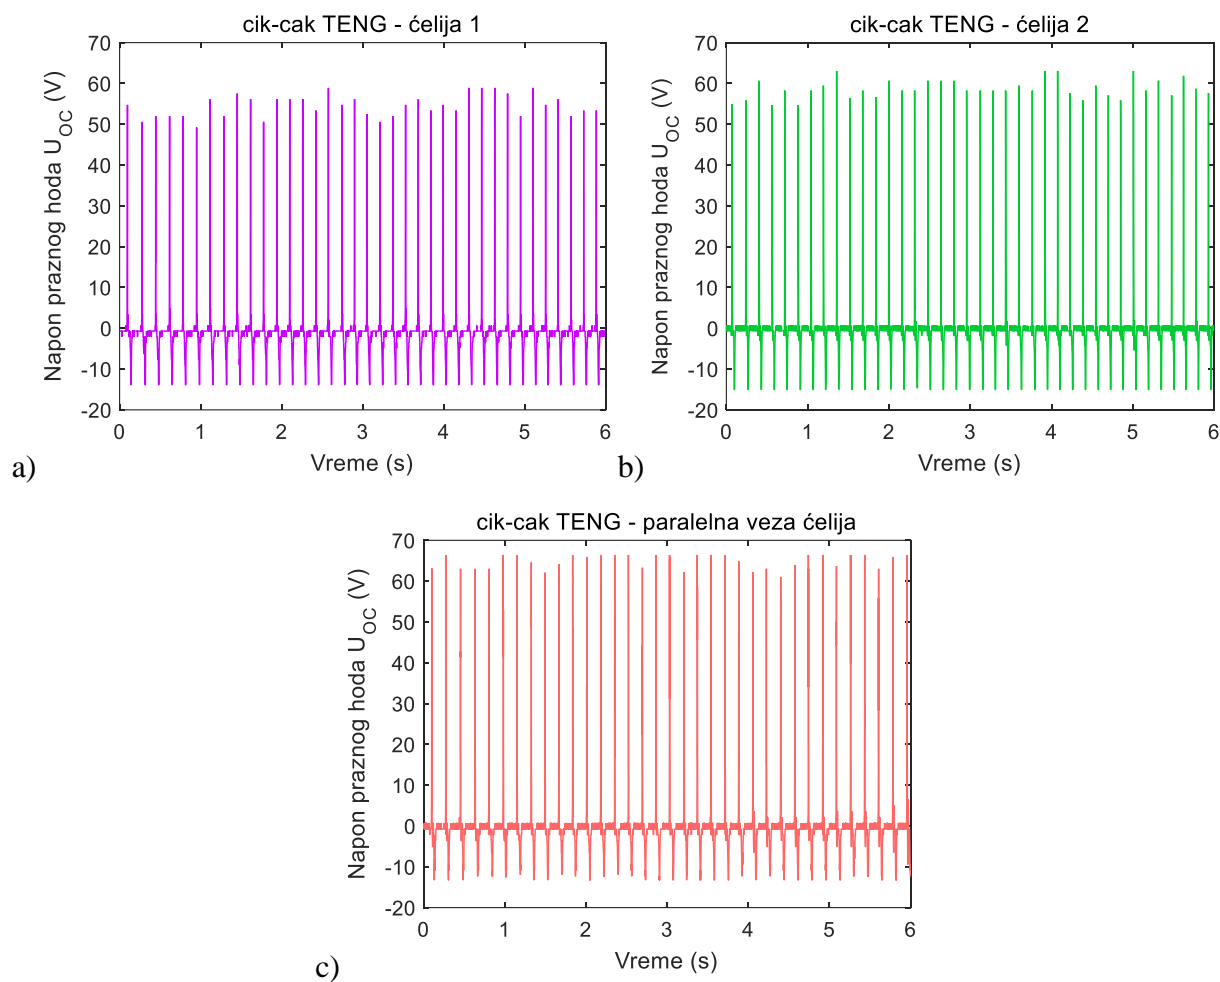 cik-cak TENG - ćelija 1
Napon praznog hoda U_OC (V)
70
60
50
40
30
20
10
0
-10
-20
0 1 2 3 4 5 6
Vreme (s)
a)
cik-cak TENG - ćelija 2
Napon praznog hoda U_OC (V)
70
60
50
40
30
20
10
0
-10
-20
0 1 2 3 4 5 6
Vreme (s)
b)
cik-cak TENG - paralelna veza ćelija
Napon praznog hoda U_OC (V)
70
60
50
40
30
20
10
0
-10
-20
0 1 2 3 4 5 6
Vreme (s)
c)